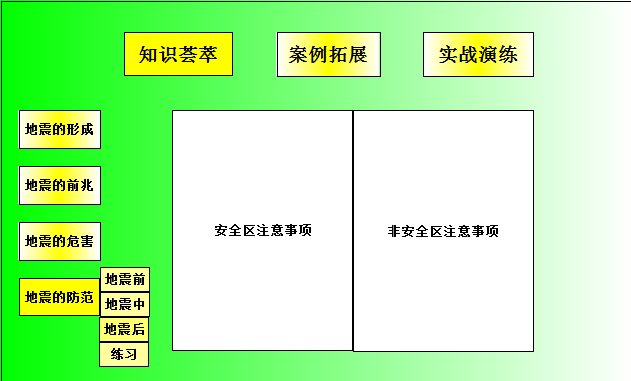 知识荟萃
案例拓展
实战演练
地震的形成
地震的前兆
地震的危害
地震的防范
地震前
地震中
地震后
练习
安全区注意事项
非安全区注意事项